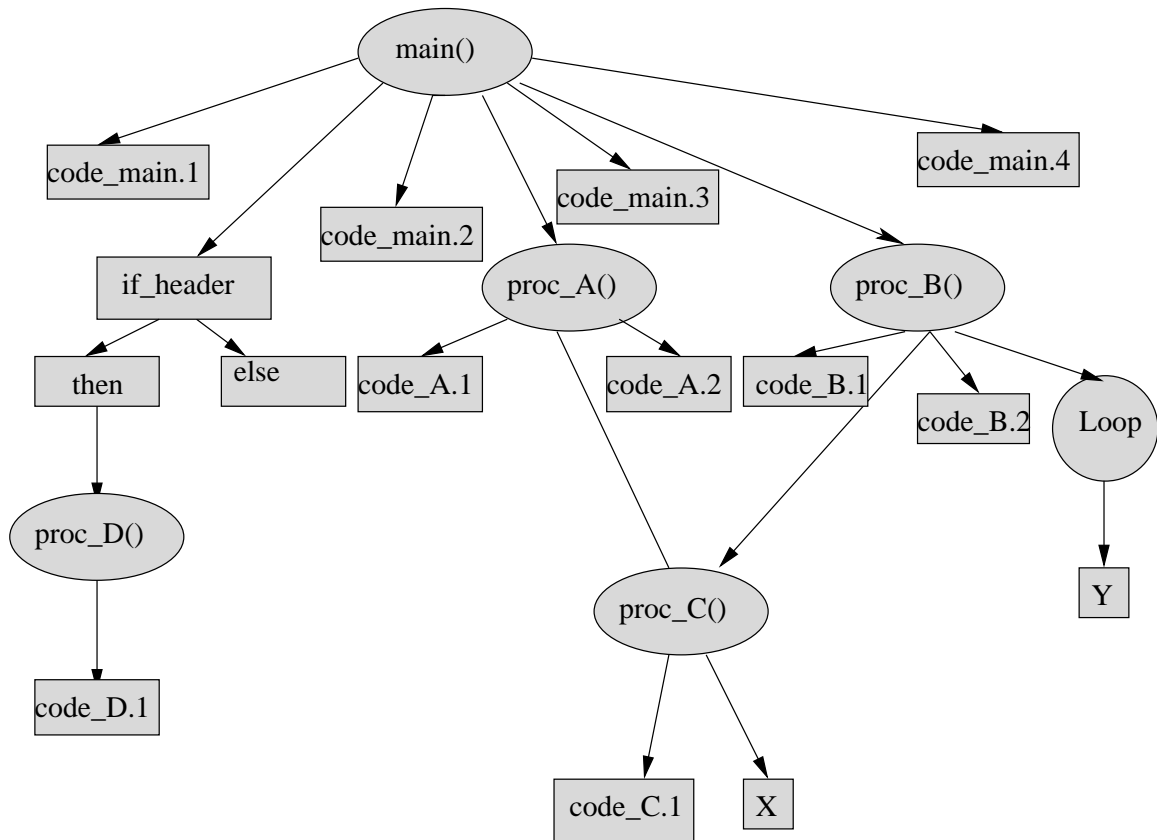 main()
code_main.1
code_main.4
code_main.3
code_main.2
if_header
proc_A()
proc_B()
then
else
code_A.1
code_A.2
code_B.1
code_B.2
Loop
proc_D()
proc_C()
Y
code_D.1
code_C.1
X